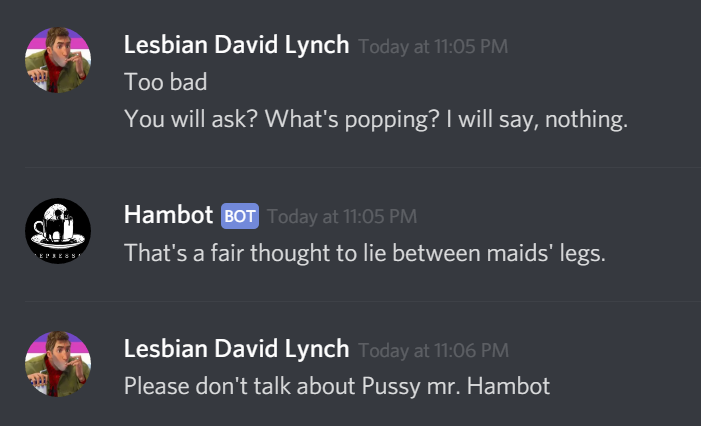 Lesbian David Lynch Today at 11:05 PM
Too bad
You will ask? What's popping? I will say, nothing.
Hambot BOT Today at 11:05 PM
That's a fair thought to lie between maids' legs.
EPRESS
Lesbian David Lynch Today at 11:06 PM
Please don't talk about Pussy mr. Hambot